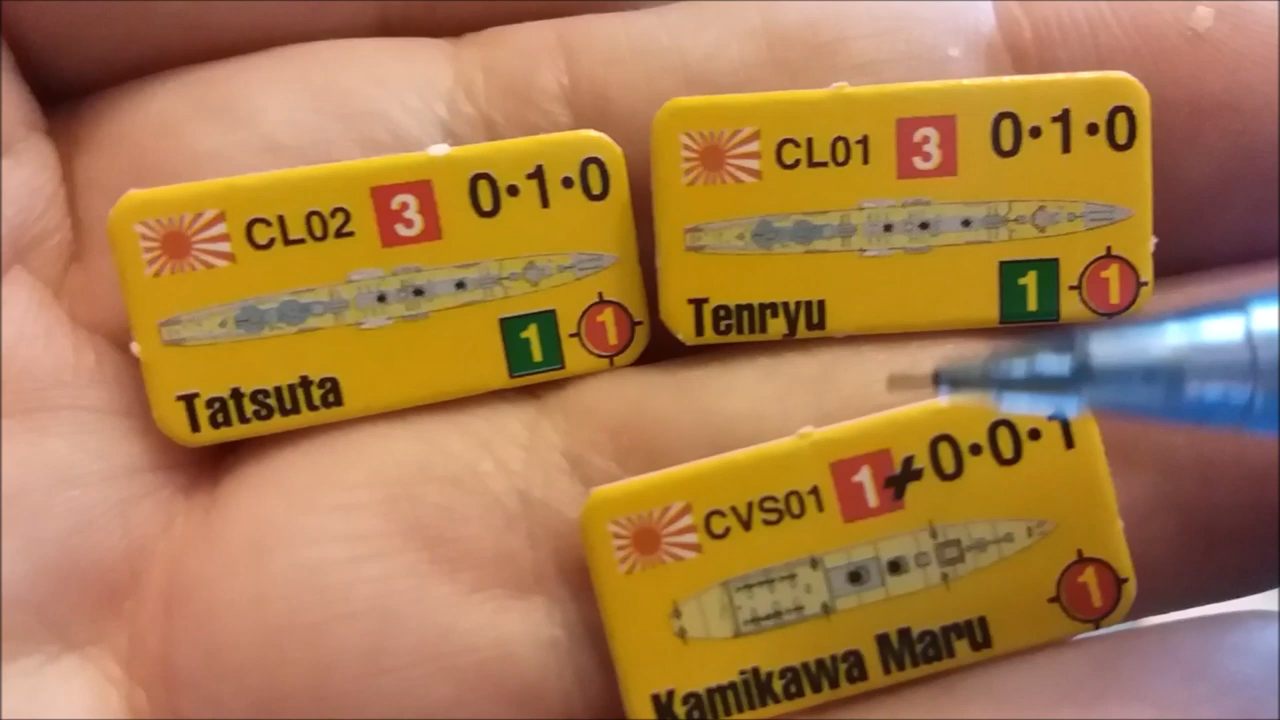 CL02 3 0•1•0
1 1
Tatsuta
CL01 3 0•1•0
1 1
Tenryu
CVS01 1 0•0•1
1
Kamikawa Maru